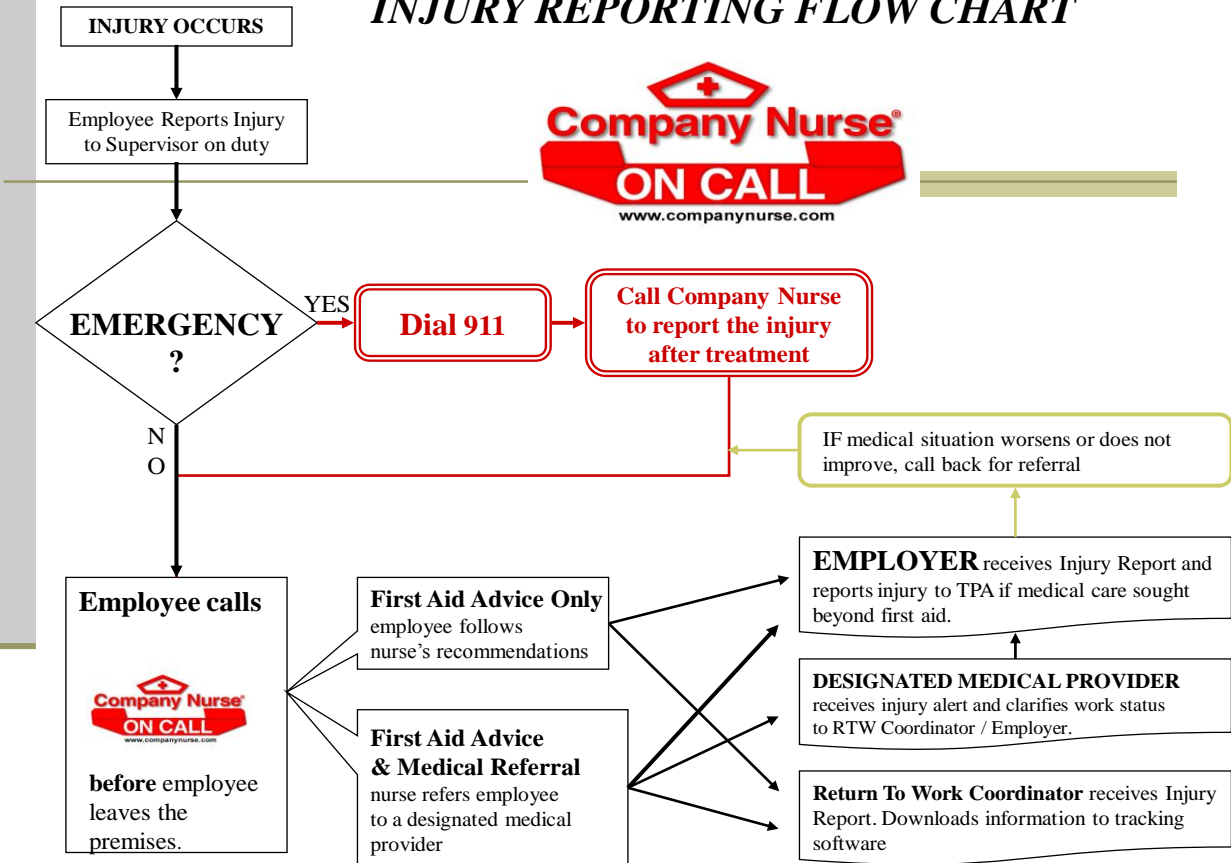 INJURY REPORTING FLOW CHART
INJURY OCCURS
Employee Reports Injury
to Supervisor on duty
Company Nurse®
ON CALL
www.companynurse.com
EMERGENCY
?
YES
Dial 911
Call Company Nurse
to report the injury
after treatment
N
O
IF medical situation worsens or does not
improve, call back for referral
Employee calls
Company Nurse®
ON CALL
www.companynurse.com
before employee
leaves the
premises.
First Aid Advice Only
employee follows
nurse's recommendations
First Aid Advice
& Medical Referral
nurse refers employee
to a designated medical
provider
EMPLOYER receives Injury Report and
reports injury to TPA if medical care sought
beyond first aid.
DESIGNATED MEDICAL PROVIDER
receives injury alert and clarifies work status
to RTW Coordinator / Employer.
Return To Work Coordinator receives Injury
Report. Downloads information to tracking
software